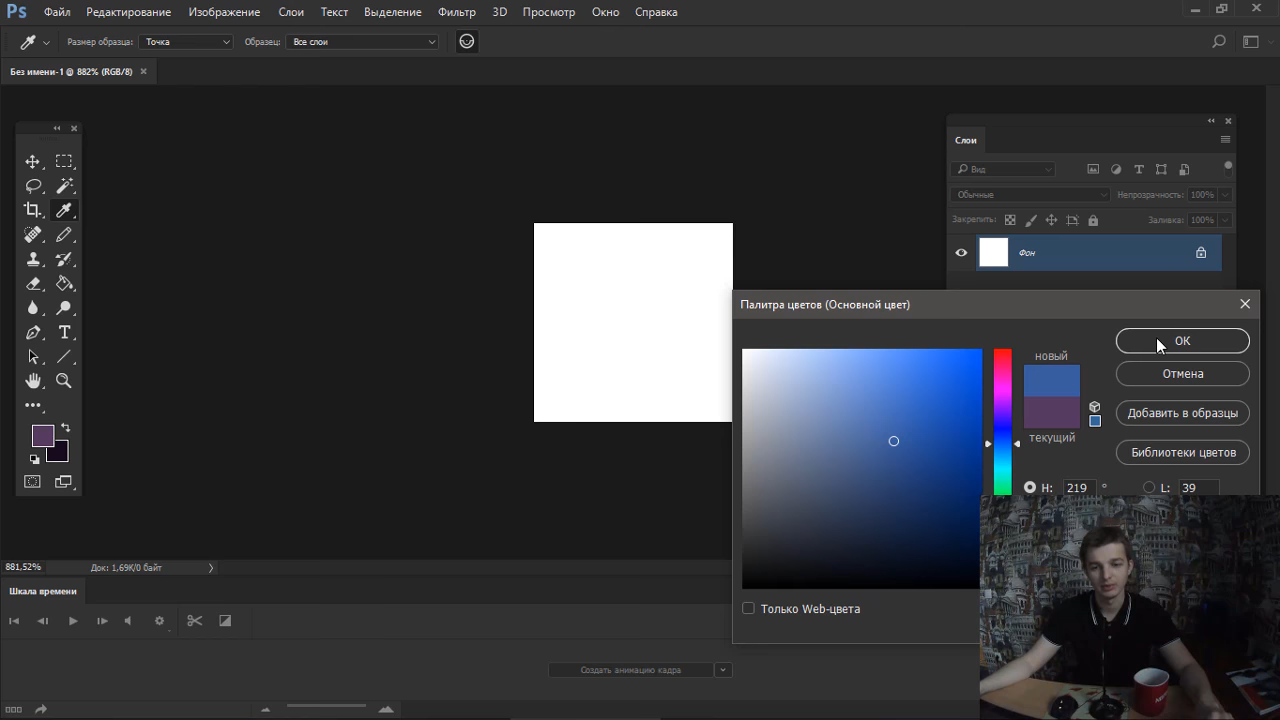 Ps Файл Редактирование Изображение Слои Текст Выделение Фильтр 3D Просмотр Окно Справка
Размер образца: Точка Образец: Все слои
Без имени-1 @ 882% (RGB/8)
Слои
Вид
Обычные Непрозрачность: 100%
Закрепить: Заливка: 100%
Фон
Палитра цветов (Основной цвет)
новый
текущий
ОК
Отмена
Добавить в образцы
Библиотеки цветов
H: 219 ° L: 39
Только Web-цвета
881,52% Док: 1,69K/0 байт
Шкала времени
Создать анимацию кадра